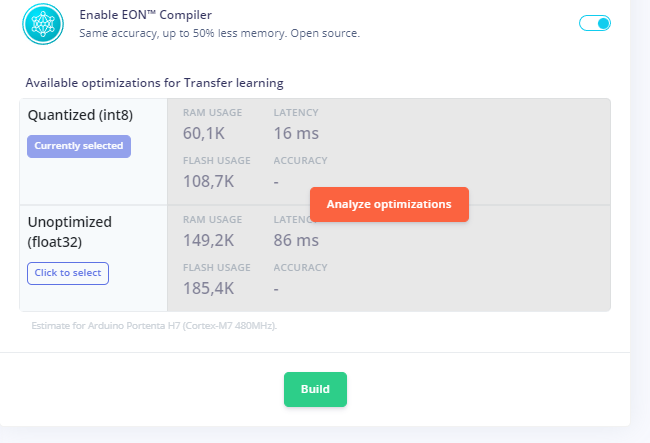 Enable EON™ Compiler
Same accuracy, up to 50% less memory. Open source.
Available optimizations for Transfer learning
Quantized (int8)
Currently selected
RAM USAGE
LATENCY
60,1K
16 ms
FLASH USAGE
ACCURACY
108,7K
-
Analyze optimizations
Unoptimized
(float32)
Click to select
RAM USAGE
LATENC
149,2K
86 ms
FLASH USAGE
ACCURACY
185,4K
-
Estimate for Arduino Portenta H7 (Cortex-M7 480MHz).
Build